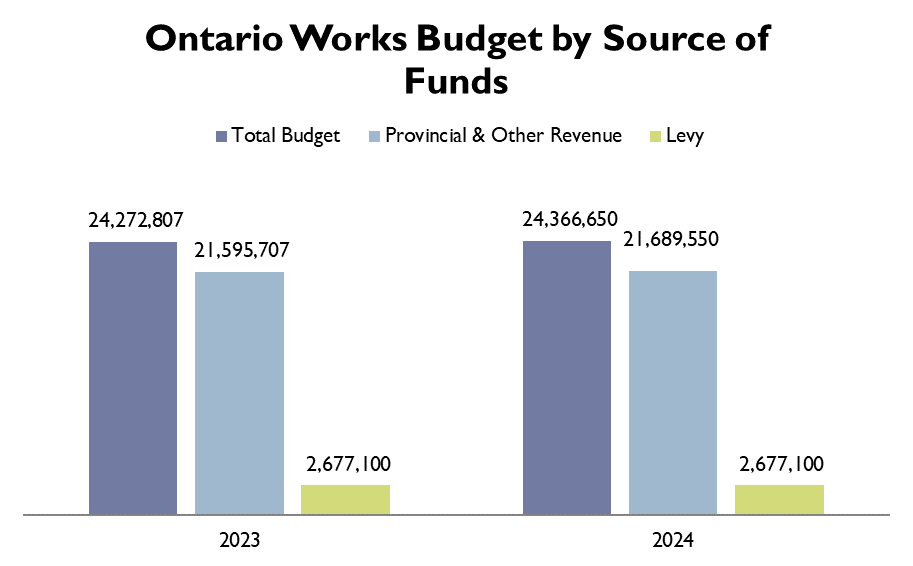 Ontario Works Budget by Source of
Funds
Total Budget Provincial & Other Revenue Levy
24,272,807
21,595,707
2,677,100
24,366,650
21,689,550
2,677,100
2023 2024